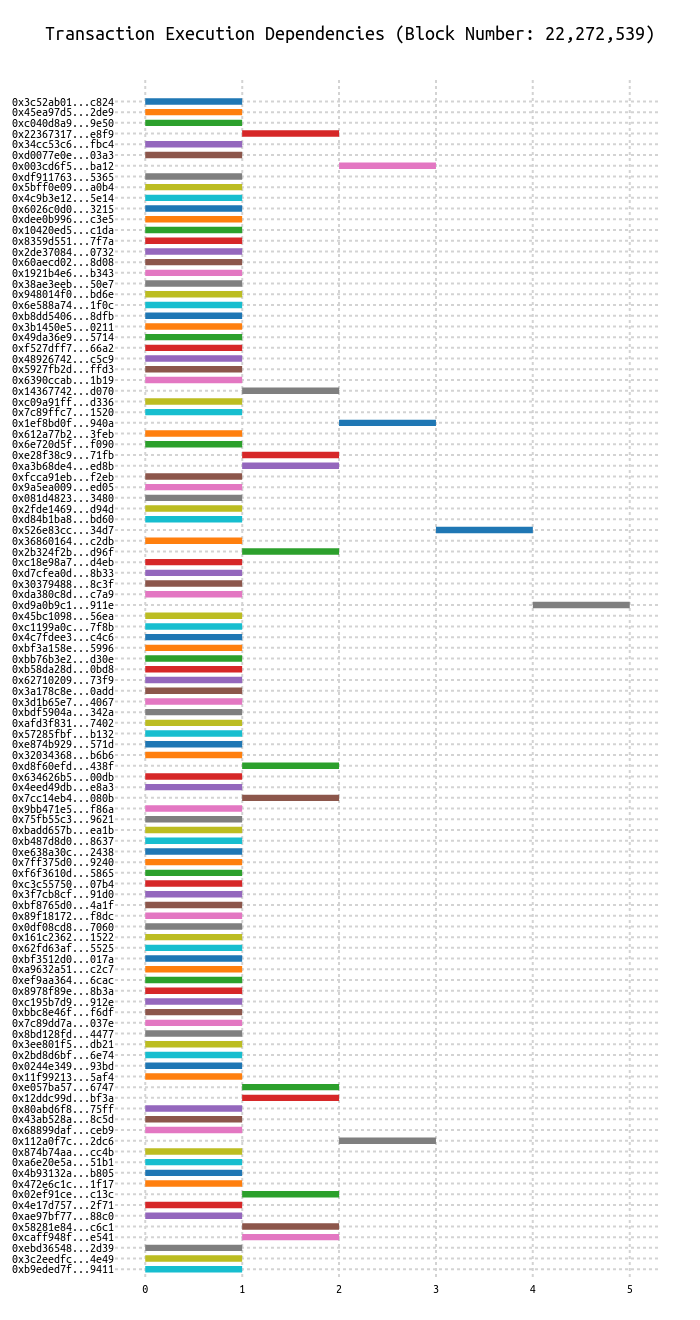 Transaction Execution Dependencies (Block Number: 22,272,539)
0x3c52ab01...c824
0x45ea97d5...2de9
0xc040d8a9...9e50
0x22367317...e8f9
0x34cc53c6...fbc4
0xd0077e0e...03a3
0x003cd6f5...ba12
0xdf911763...5365
0x5bff0e09...a0b4
0x4c9b3e12...5e14
0x6026c0d0...3215
0xdee0b996...c3e5
0x10420ed5...c1da
0x8359d551...7f7a
0x2de37084...0732
0x60aecd02...8d08
0x1921b4e6...b343
0x38ae3eeb...50e7
0x948014f0...bd6e
0x6e588a74...1f0c
0xb8dd5406...8dfb
0x3b1450e5...0211
0x49da36e9...5714
0xf527dff7...66a2
0x48926742...c5c9
0x5927fb2d...ffd3
0x6390ccab...1b19
0x14367742...d070
0xc09a91ff...d336
0x7c89ffc7...1520
0x1ef8bd0f...940a
0x612a77b2...3feb
0x6e720d5f...f090
0xe28f38c9...71fb
0xa3b68de4...ed8b
0xfcca91eb...f2eb
0x9a5ea009...ed05
0x081d4823...3480
0x2fde1469...d94d
0xd84b1ba8...bd60
0x526e83cc...34d7
0x36860164...c2db
0x2b324f2b...d96f
0xc18e98a7...d4eb
0xd7cfea0d...8b33
0x30379488...8c3f
0xda380c8d...c7a9
0xd9a0b9c1...911e
0x45bc1098...56ea
0xc1199a0c...7f8b
0x4c7fdee3...c4c6
0xbf3a158e...5996
0xbb76b3e2...d30e
0xb58da28d...0bd8
0x62710209...73f9
0x3a178c8e...0add
0x3d1b65e7...4067
0xbdf5904a...342a
0xafd3f831...7402
0x57285fbf...b132
0xe874b929...571d
0x32034368...b6b6
0xd8f60efd...438f
0x634626b5...00db
0x4eed49db...e8a3
0x7cc14eb4...080b
0x9bb471e5...f86a
0x75fb55c3...9621
0xbadd657b...ea1b
0xb487d8d0...8637
0xe638a30c...2438
0x7ff375d0...9240
0xf6f3610d...5865
0xc3c55750...07b4
0x3f7cb8cf...91d0
0xbf8765d0...4a1f
0x89f18172...f8dc
0x0df08cd8...7060
0x161c2362...1522
0x62fd63af...5525
0xbf3512d0...017a
0xa9632a51...c2c7
0xef9aa364...6cac
0x8978f89e...8b3a
0xc195b7d9...912e
0xbbc8e46f...f6df
0x7c89dd7a...037e
0x8bd128fd...4477
0x3ee801f5...db21
0x2bd8d6bf...6e74
0x0244e349...93bd
0x11f99213...5af4
0xe057ba57...6747
0x12ddc99d...bf3a
0x80abd6f8...75ff
0x43ab528a...8c5d
0x68899daf...ceb9
0x112a0f7c...2dc6
0x874b74aa...cc4b
0xa6e20e5a...51b1
0x4b93132a...b805
0x472e6c1c...1f17
0x02ef91ce...c13c
0x4e17d757...2f71
0xae97bf77...88c0
0x58281e84...c6c1
0xcaff948f...e541
0xebd36548...2d39
0x3c2eedfc...4e49
0xb9eded7f...9411
0 1 2 3 4 5